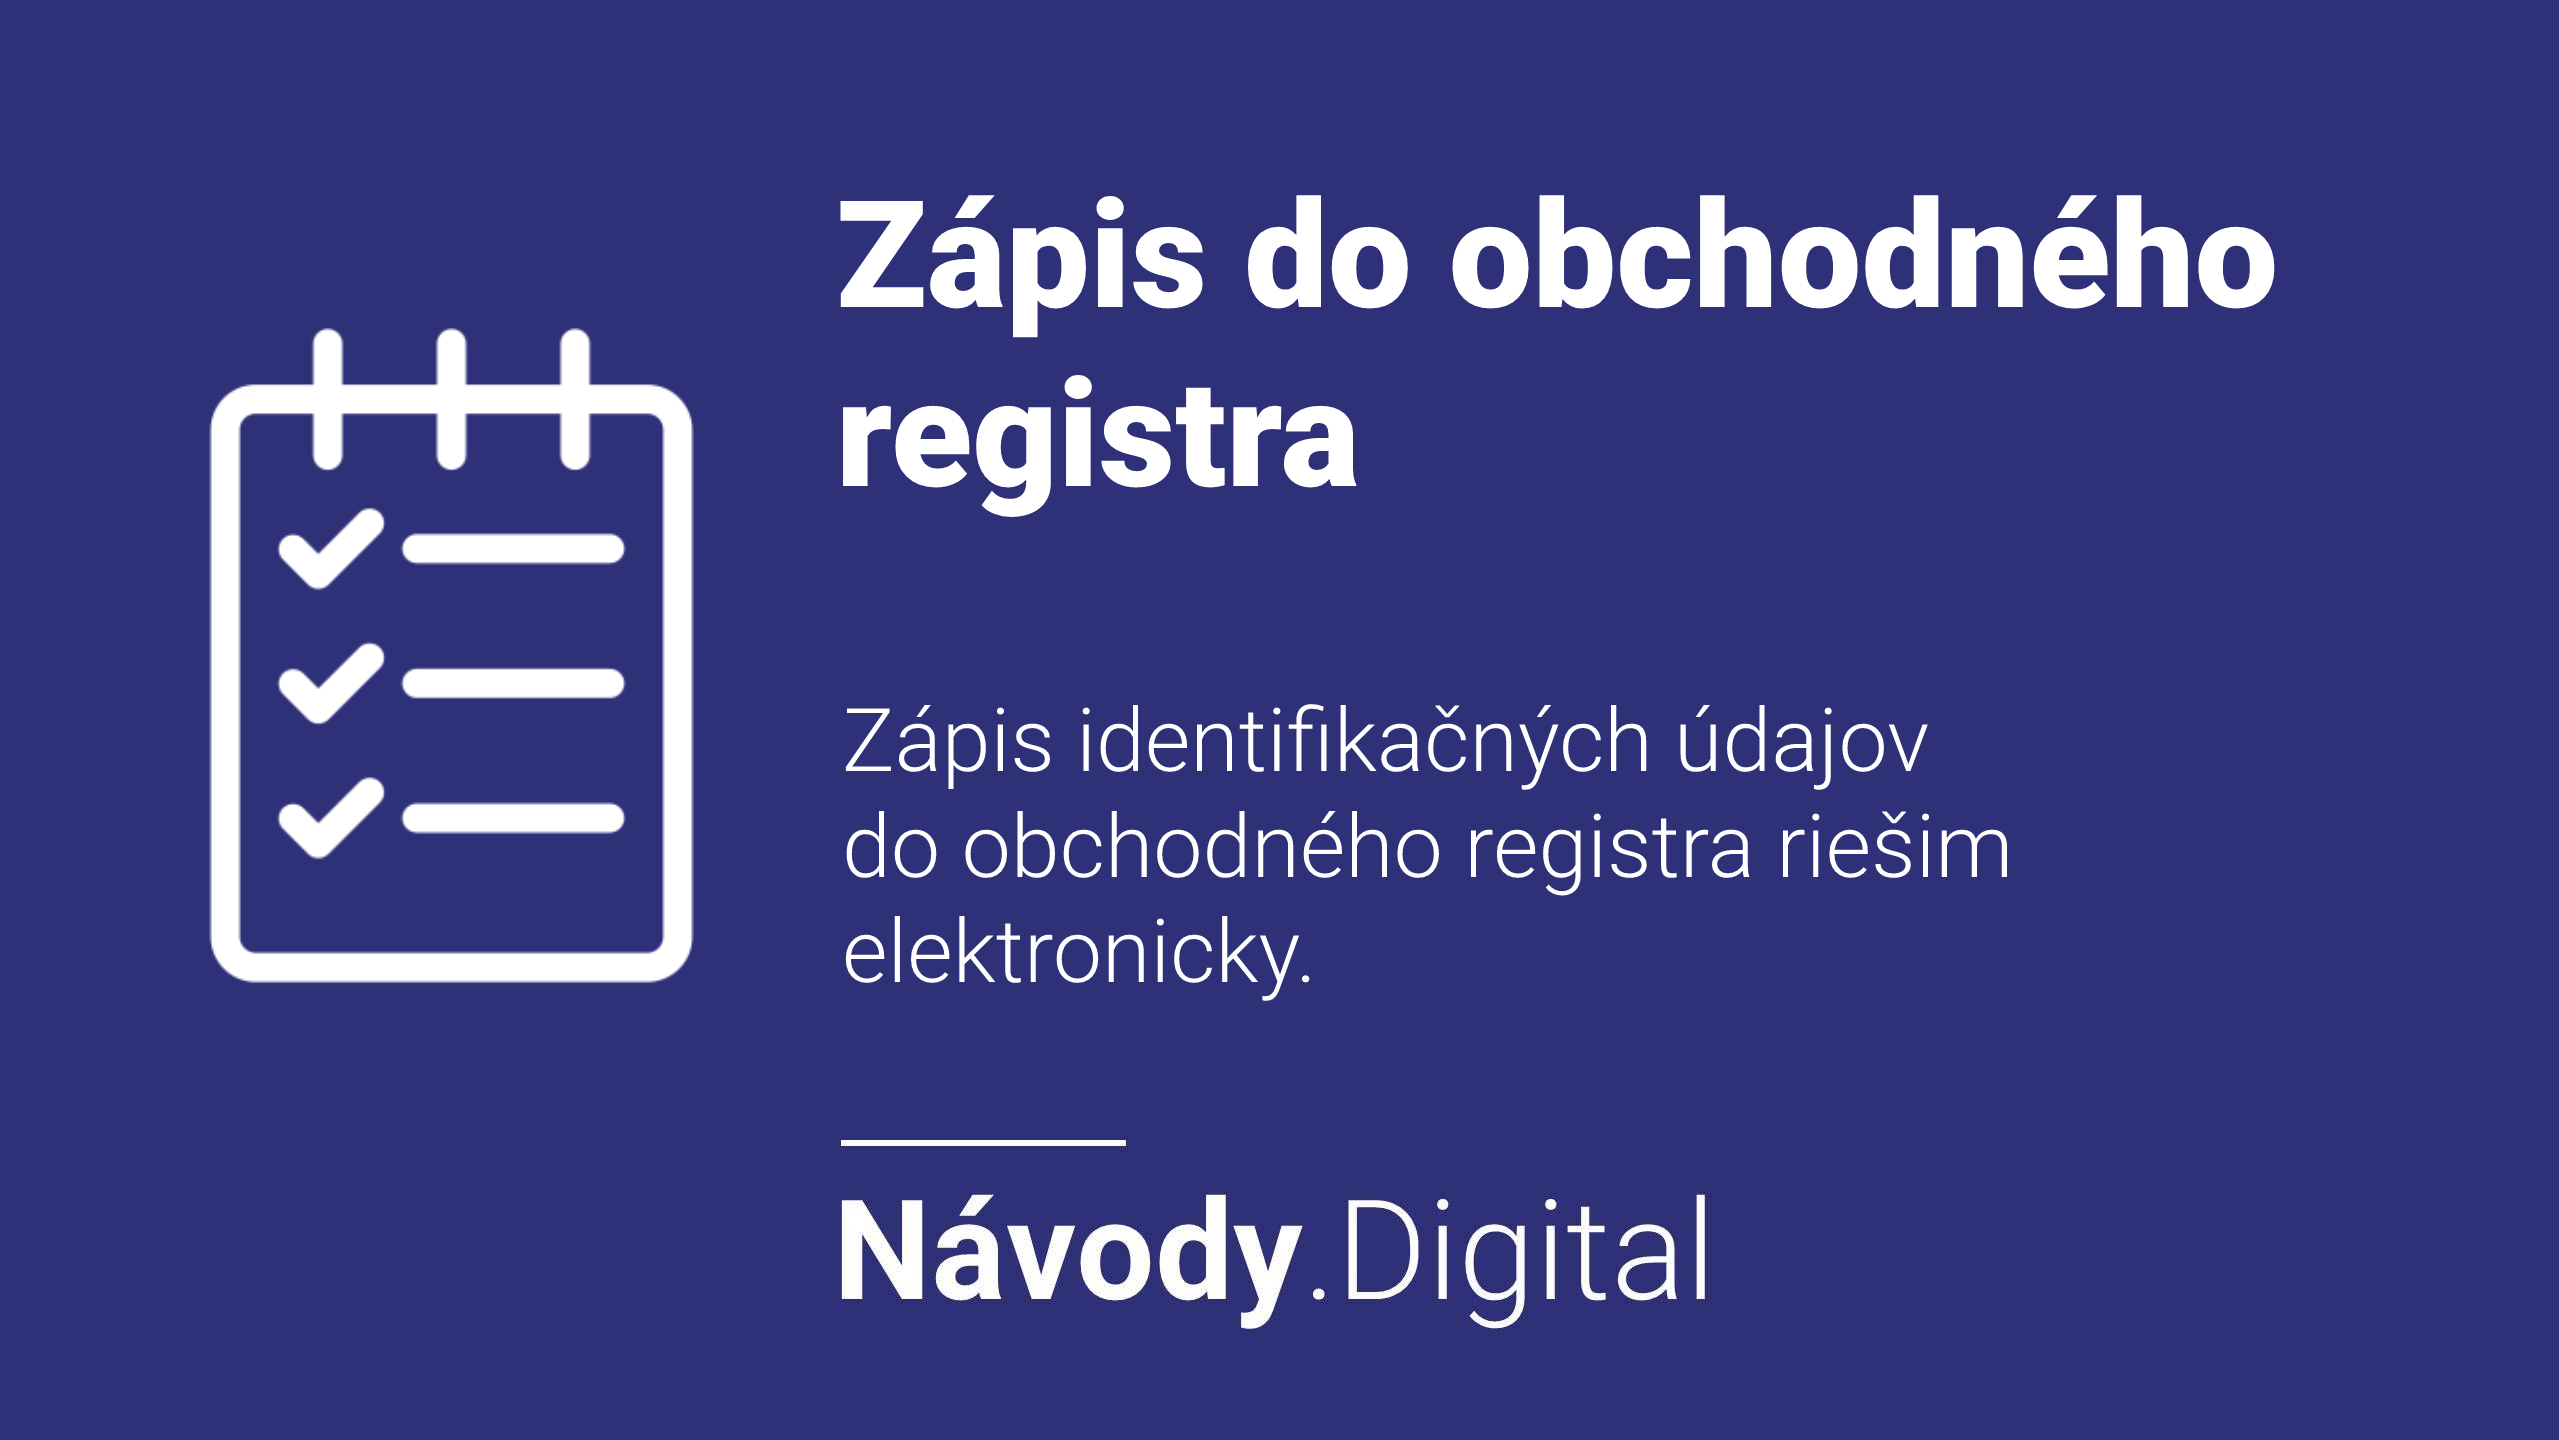 Zápis do obchodného
registra
Zápis identifikačných údajov
do obchodného registra riešim
elektronicky.
Návody.Digital